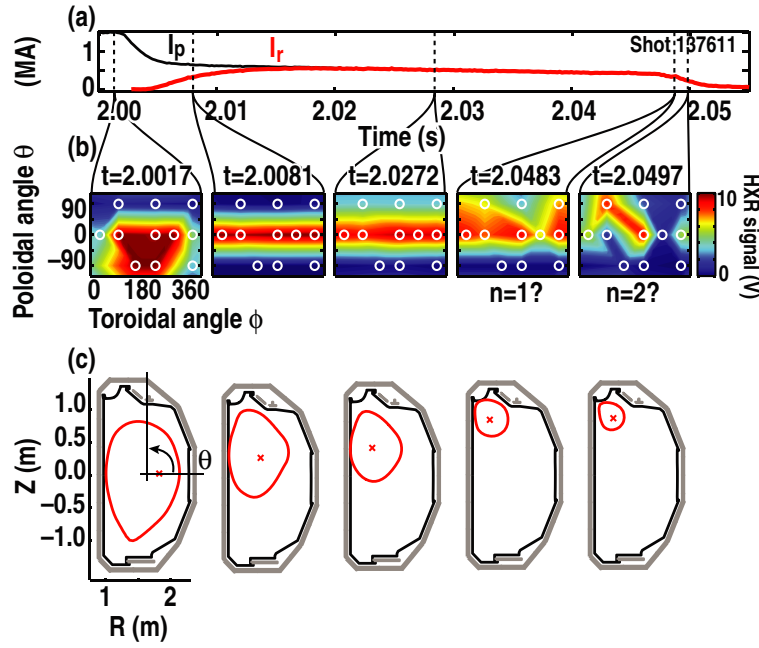 (a)
(MA)
1
0
Ip
Ir
Shot 137611
2.00 2.01 2.02 2.03 2.04 2.05
Time (s)
(b)
t=2.0017 t=2.0081 t=2.0272 t=2.0483 t=2.0497
Poloidal angle θ
90
0
−90
0 180 360
Toroidal angle ϕ
n=1? n=2?
10
0
HXR signal (V)
(c)
Z (m)
1.0
0.5
0.0
−0.5
−1.0
θ
1 2
R (m)